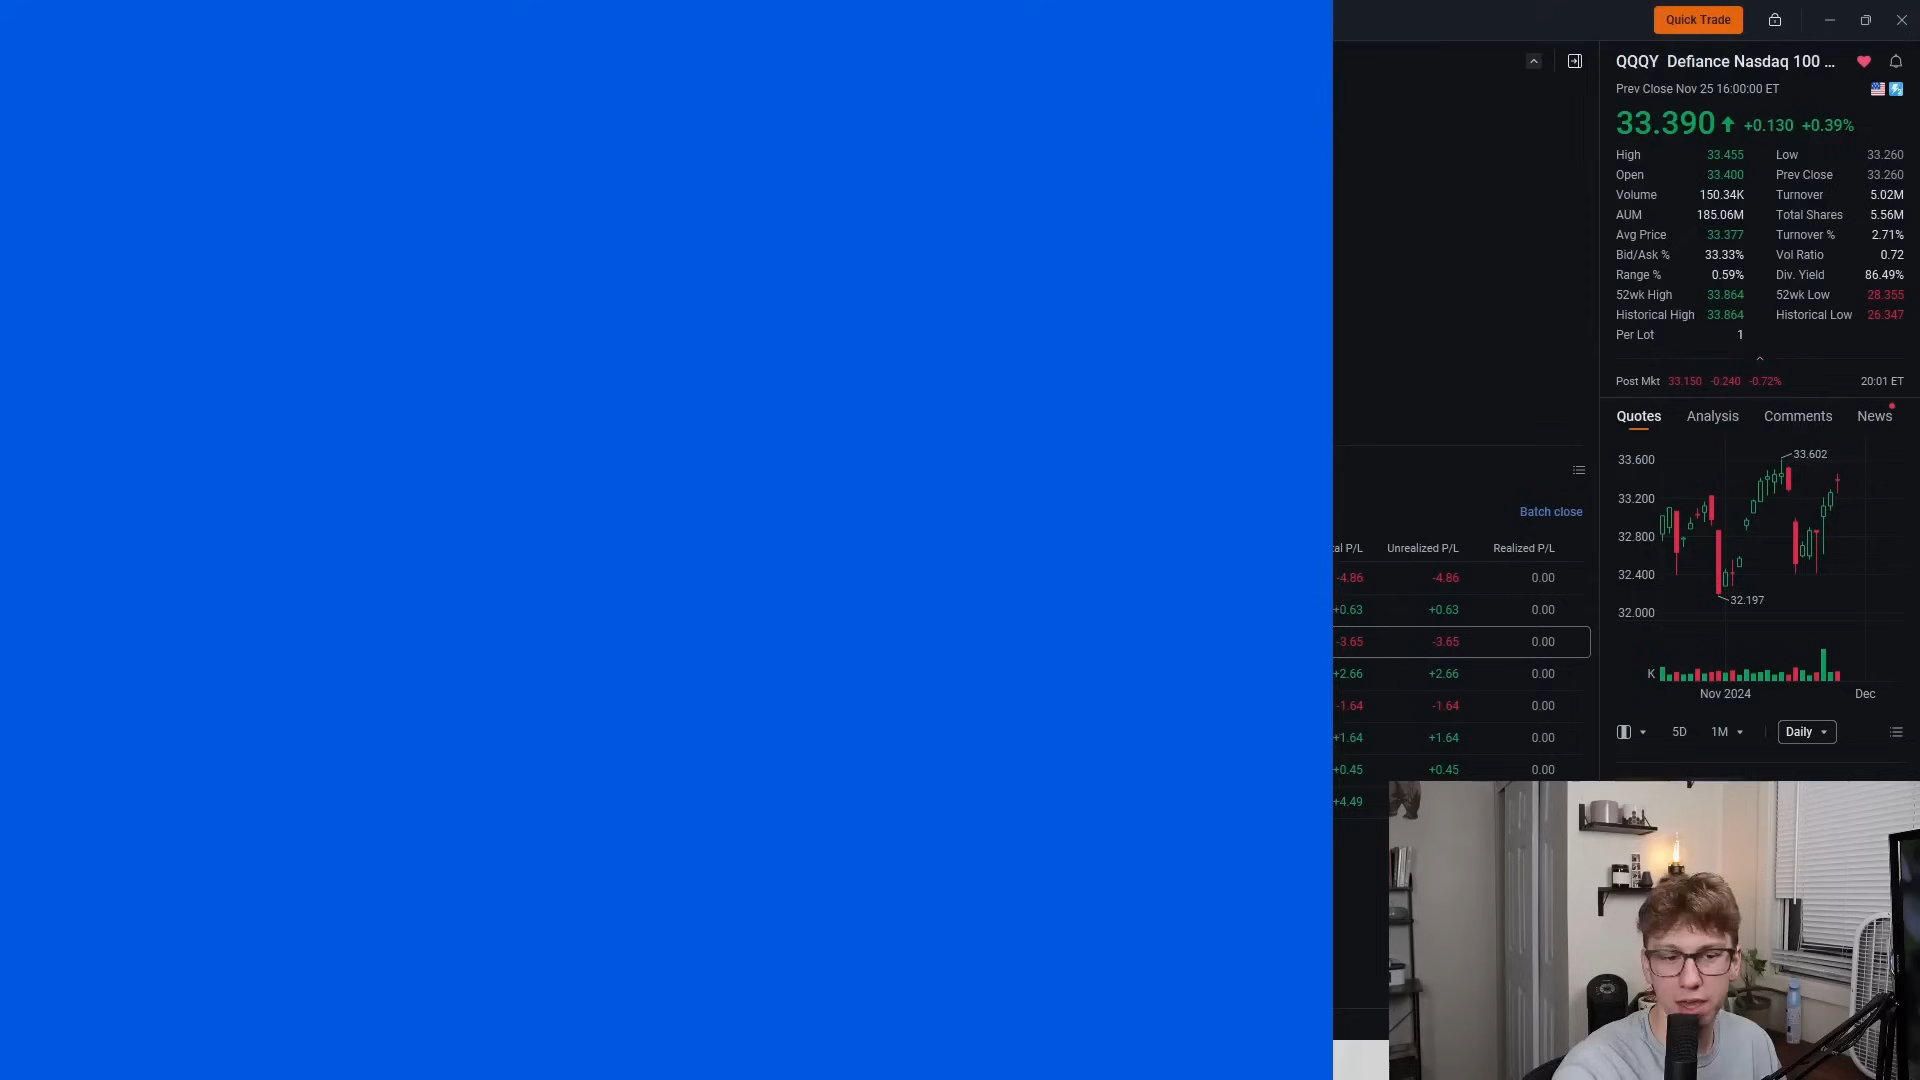 Quick Trade
QQQY Defiance Nasdaq 100 ...
Prev Close Nov 25 16:00:00 ET
33.390 +0.130 +0.39%
High 33.455 Low 33.260
Open 33.400 Prev Close 33.260
Volume 150.34K Turnover 5.02M
AUM 185.06M Total Shares 5.56M
Avg Price 33.377 Turnover % 2.71%
Bid/Ask % 33.33% Vol Ratio 0.72
Range % 0.59% Div. Yield 86.49%
52wk High 33.864 52wk Low 28.355
Historical High 33.864 Historical Low 26.347
Per Lot 1
Post Mkt 33.150 -0.240 -0.72% 20:01 ET
Quotes Analysis Comments News
33.602
33.600
33.200
32.800
32.400
32.197
32.000
K
Nov 2024 Dec
5D 1M Daily
Batch close
P/L Unrealized P/L Realized P/L
-4.86 -4.86 0.00
+0.63 +0.63 0.00
-3.65 -3.65 0.00
+2.66 +2.66 0.00
-1.64 -1.64 0.00
+1.64 +1.64 0.00
+0.45 +0.45 0.00
+4.49